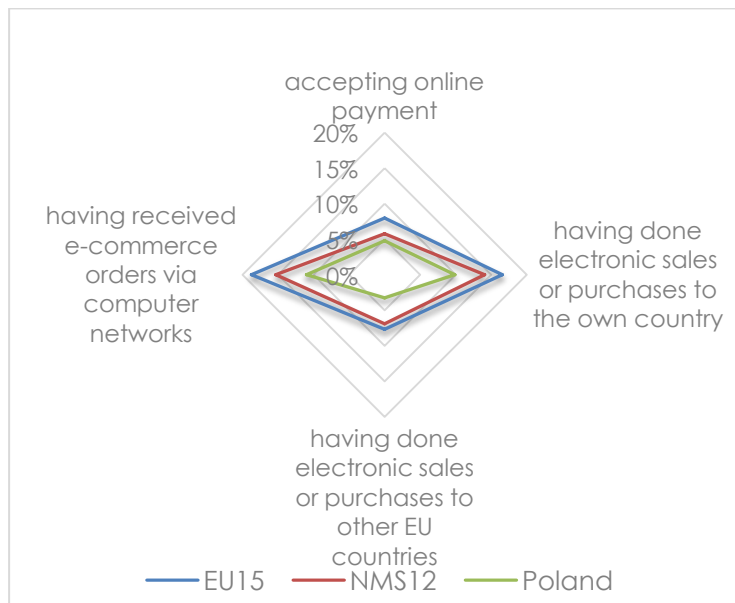 accepting online
payment
20%
15%
10%
5%
0%
having received
e-commerce
orders via
computer
networks
having done
electronic sales
or purchases to
the own country
having done
electronic sales
or purchases to
other EU
countries
EU15 NMS12 Poland